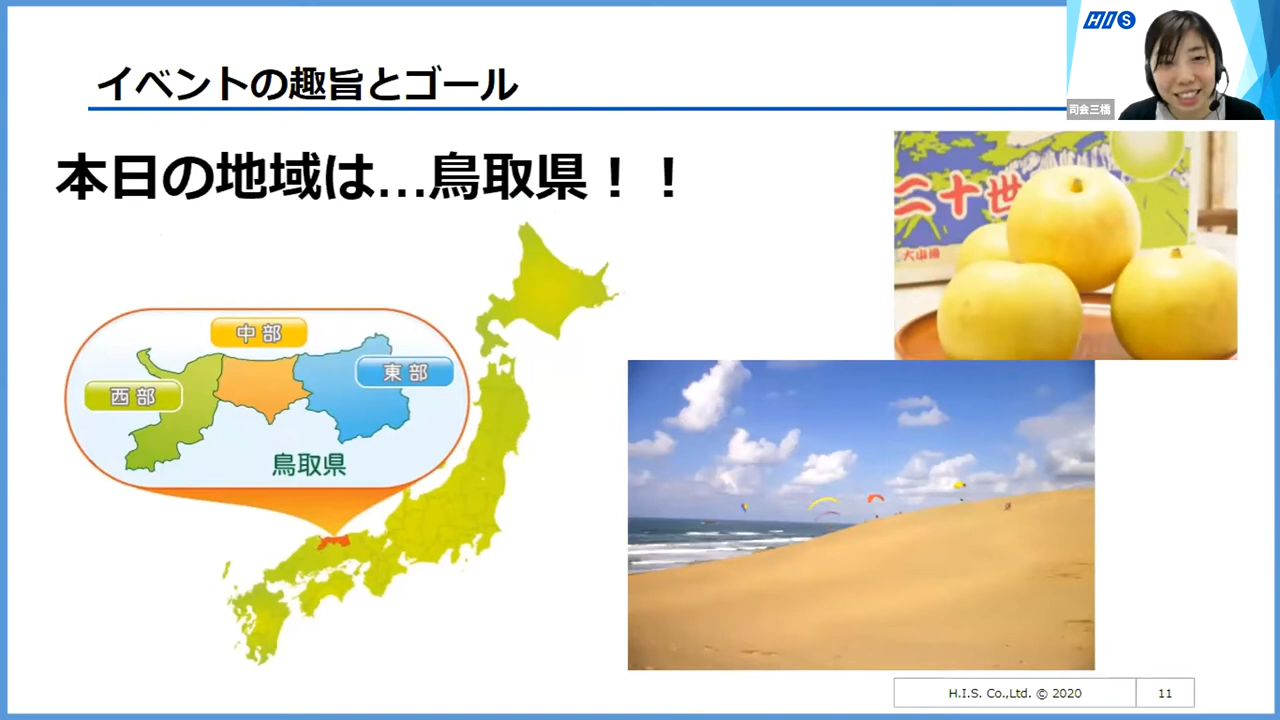 イベントの趣旨とゴール
HIS
司会三橋
本日の地域は…鳥取県！！
二十世
大山
中部
東部
西部
鳥取県
H.I.S. Co.,Ltd. © 2020
11